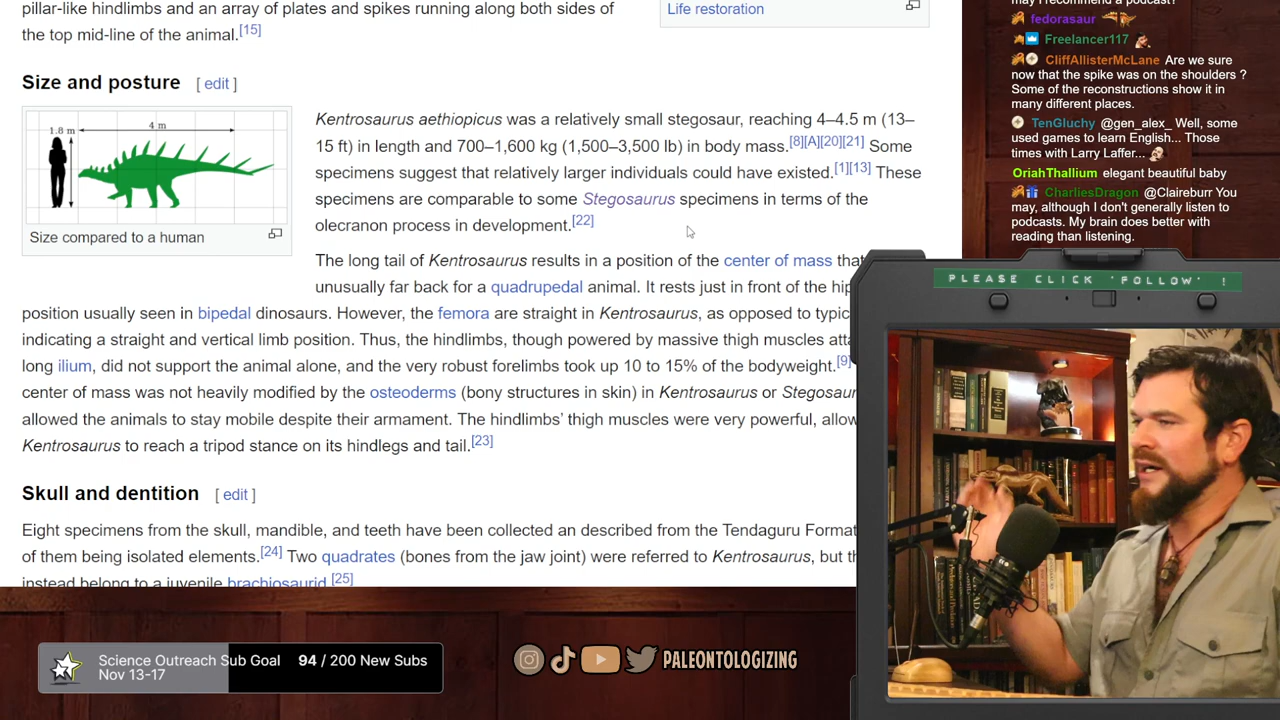 pillar-like hindlimbs and an array of plates and spikes running along both sides of
the top mid-line of the animal.[15]
Life restoration
Size and posture [ edit ]
1.8 m
4 m
Size compared to a human
Kentrosaurus aethiopicus was a relatively small stegosaur, reaching 4–4.5 m (13–
15 ft) in length and 700–1,600 kg (1,500–3,500 lb) in body mass.[8][A][20][21] Some
specimens suggest that relatively larger individuals could have existed.[1][13] These
specimens are comparable to some Stegosaurus specimens in terms of the
olecranon process in development.[22]
The long tail of Kentrosaurus results in a position of the center of mass that
unusually far back for a quadrupedal animal. It rests just in front of the hip
position usually seen in bipedal dinosaurs. However, the femora are straight in Kentrosaurus, as opposed to typic
indicating a straight and vertical limb position. Thus, the hindlimbs, though powered by massive thigh muscles atta
long ilium, did not support the animal alone, and the very robust forelimbs took up 10 to 15% of the bodyweight.[9]
center of mass was not heavily modified by the osteoderms (bony structures in skin) in Kentrosaurus or Stegosaur
allowed the animals to stay mobile despite their armament. The hindlimbs' thigh muscles were very powerful, allow
Kentrosaurus to reach a tripod stance on its hindlegs and tail.[23]
Skull and dentition [ edit ]
Eight specimens from the skull, mandible, and teeth have been collected an described from the Tendaguru Format
of them being isolated elements.[24] Two quadrates (bones from the jaw joint) were referred to Kentrosaurus, but th
instead belong to a juvenile brachiosaurid.[25]
may I recommend a podcast?
fedorasaur
Freelancer117
CliffAllisterMcLane Are we sure
now that the spike was on the shoulders ?
Some of the reconstructions show it in
many different places.
TenGluchy @gen_alex_ Well, some
used games to learn English... Those
times with Larry Laffer...
OriahThallium elegant beautiful baby
CharliesDragon @Claireburr You
may, although I don't generally listen to
podcasts. My brain does better with
reading than listening.
PLEASE CLICK 'FOLLOW' !
Science Outreach Sub Goal 94 / 200 New Subs
Nov 13-17
PALEONTOLOGIZING